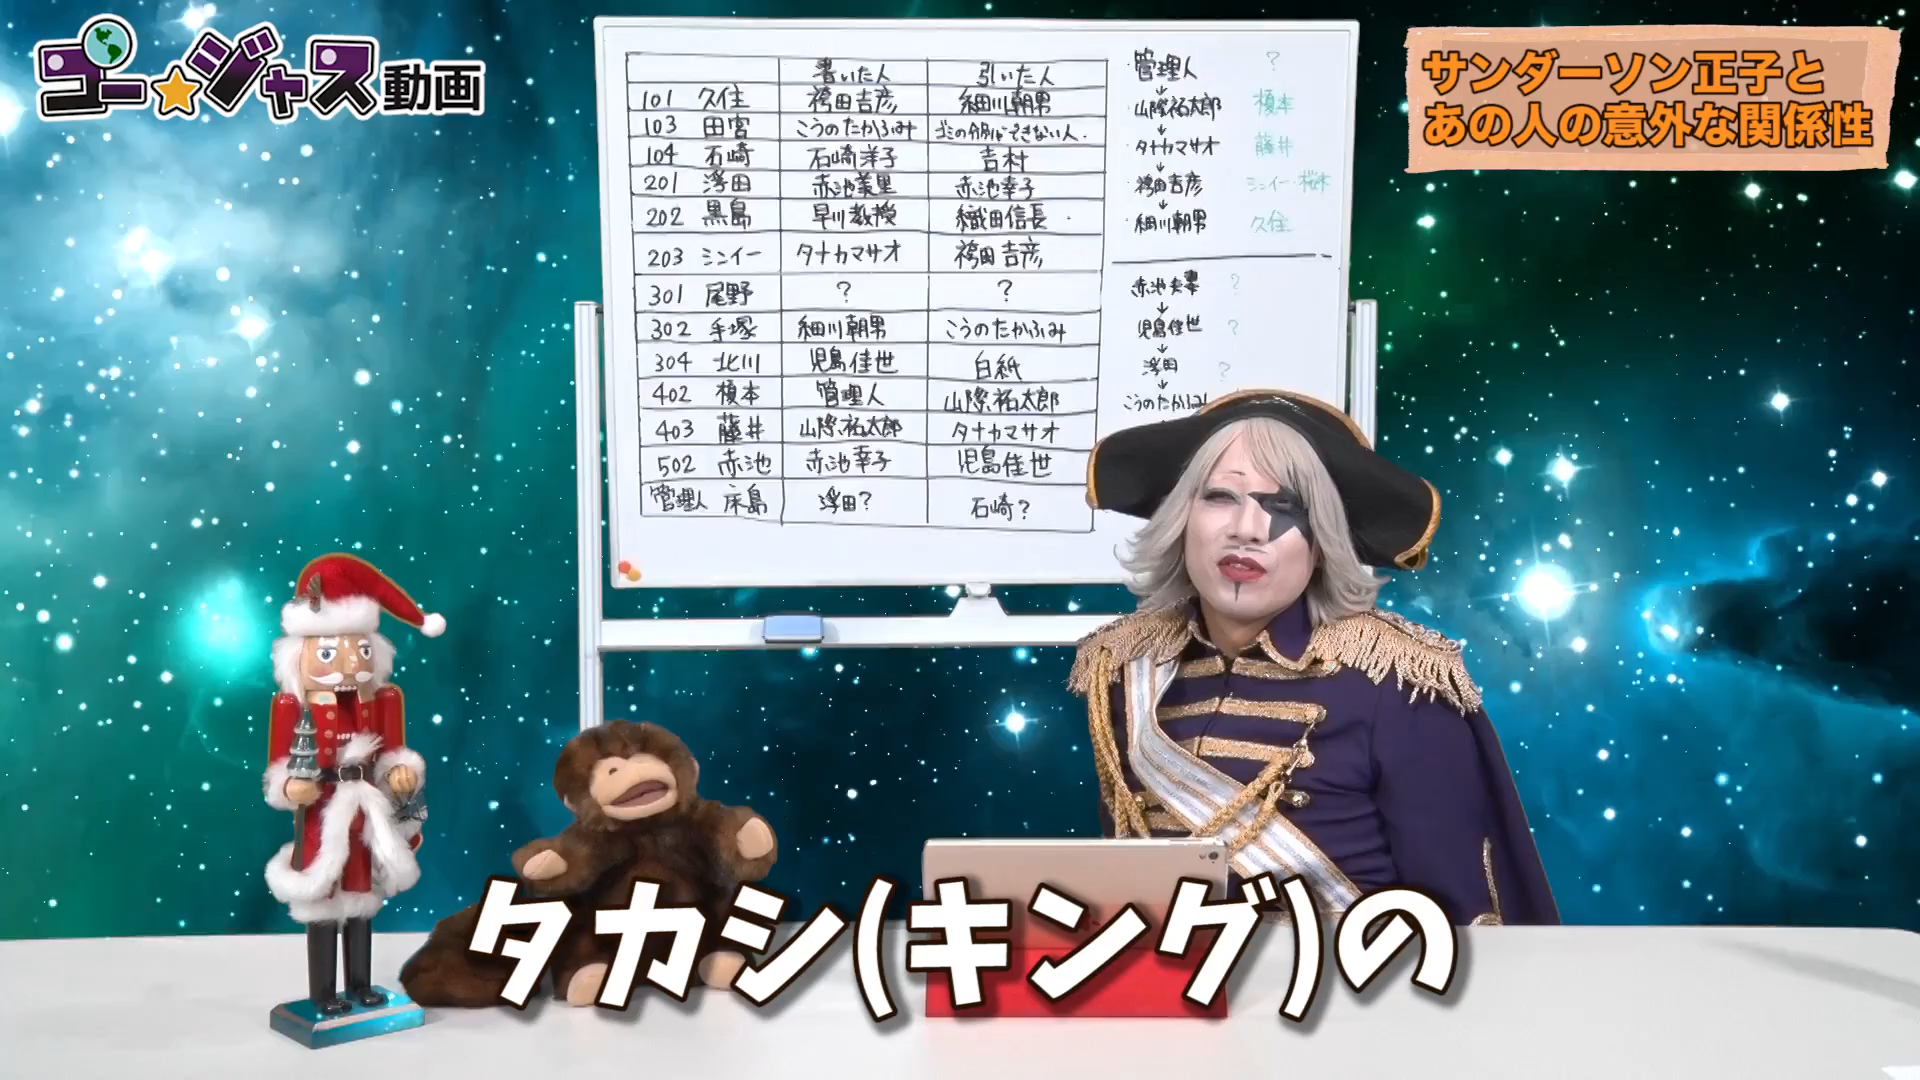 ゴー☆ジャス動画
サンダーソン正子と
あの人の意外な関係性
書いた人 引いた人
101 久住 袴田吉彦 細川朝男
103 田宮 こうのたかふみ ゴミの分別ができない人
104 石崎 石崎洋子 吉村
201 浮田 赤池美里 赤池幸子
202 黒島 早川教授 織田信長
203 シンイー タナカマサオ 袴田吉彦
301 尾野 ? ?
302 手塚 細川朝男 こうのたかふみ
304 北川 児島佳世 白紙
402 榎本 管理人 山際祐太郎
403 藤井 山際祐太郎 タナカマサオ
502 赤池 赤池幸子 児島佳世
管理人 床島 浮田? 石崎?
管理人 ?
↓
山際祐太郎 榎本
↓
タナカマサオ 藤井
↓
袴田吉彦 シンイー・桜木
↓
細川朝男 久住
赤池夫妻 ?
↓
児島佳世 ?
↓
浮田 ?
↓
こうのたかふみ
タカシ(キング)の